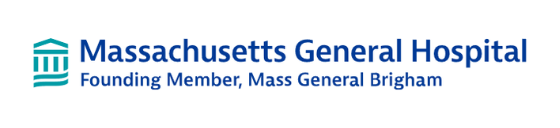 Massachusetts General Hospital
Founding Member, Mass General Brigham